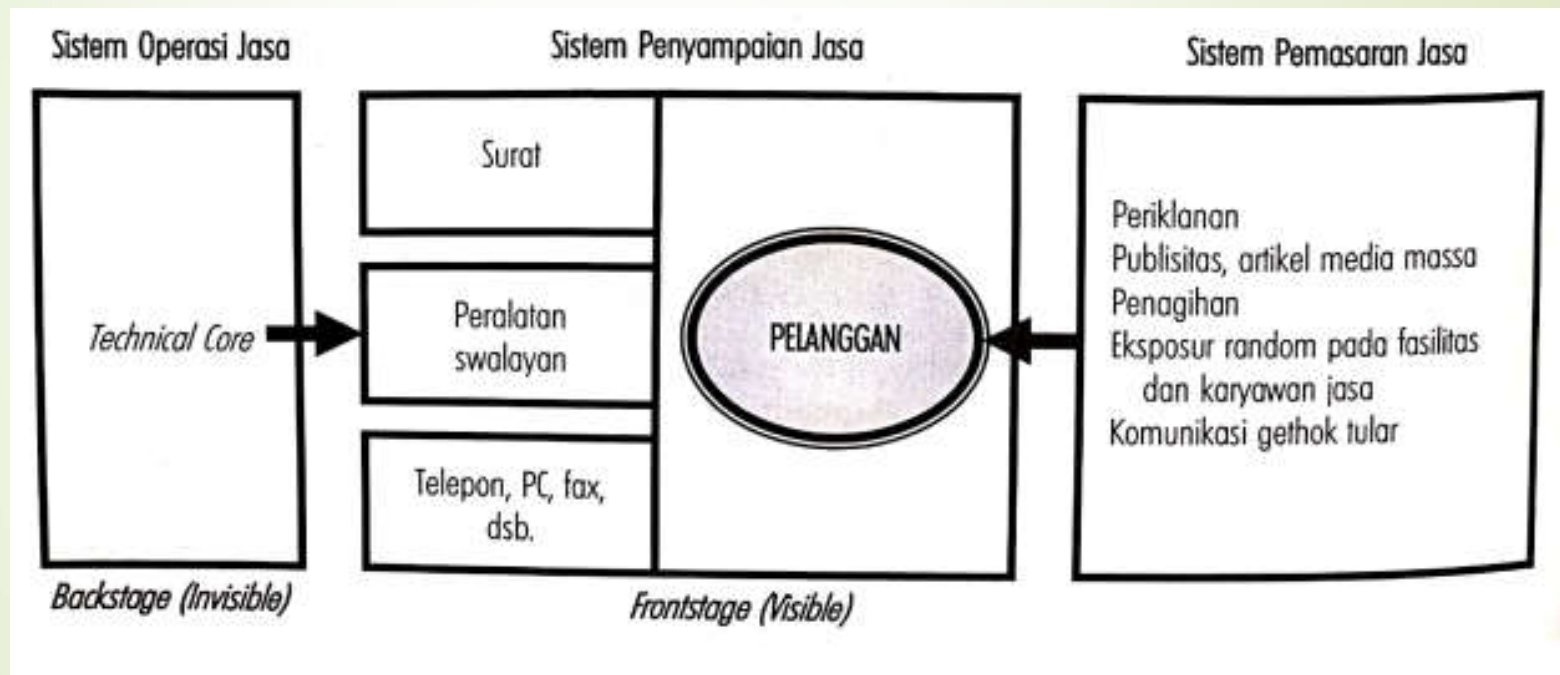 Sistem Operasi Jasa
Sistem Penyampaian Jasa
Sistem Pemasaran Jasa
Technical Core
Surat
Peralatan
swalayan
Telepon, PC, fax,
dsb.
PELANGGAN
Periklanan
Publisitas, artikel media massa
Penagihan
Eksposur random pada fasilitas
dan karyawan jasa
Komunikasi gethok tular
Backstage (Invisible)
Frontstage (Visible)